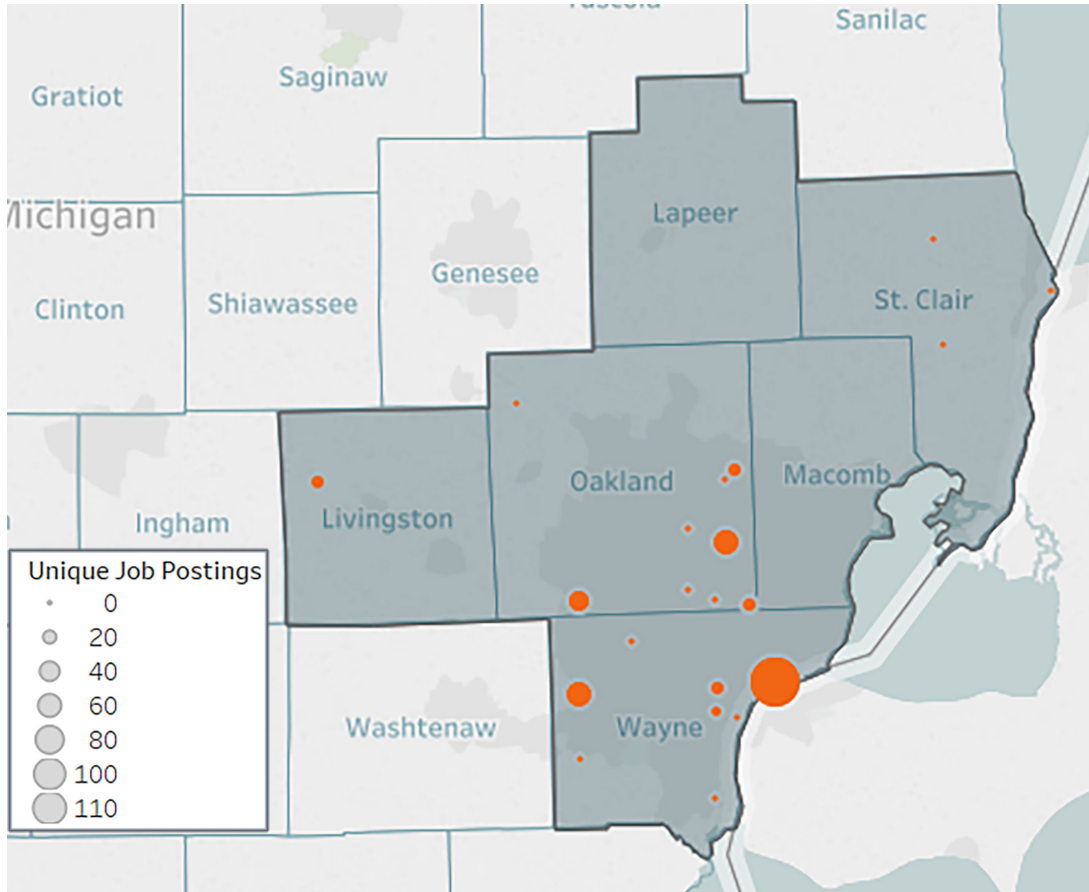 Sanilac
Saginaw
Gratiot
Michigan
Lapeer
Genesee
St. Clair
Shiawassee
Clinton
Oakland
Macomb
Livingston
Ingham
Unique Job Postings
0
20
40
60
80
100
110
Washtenaw
Wayne